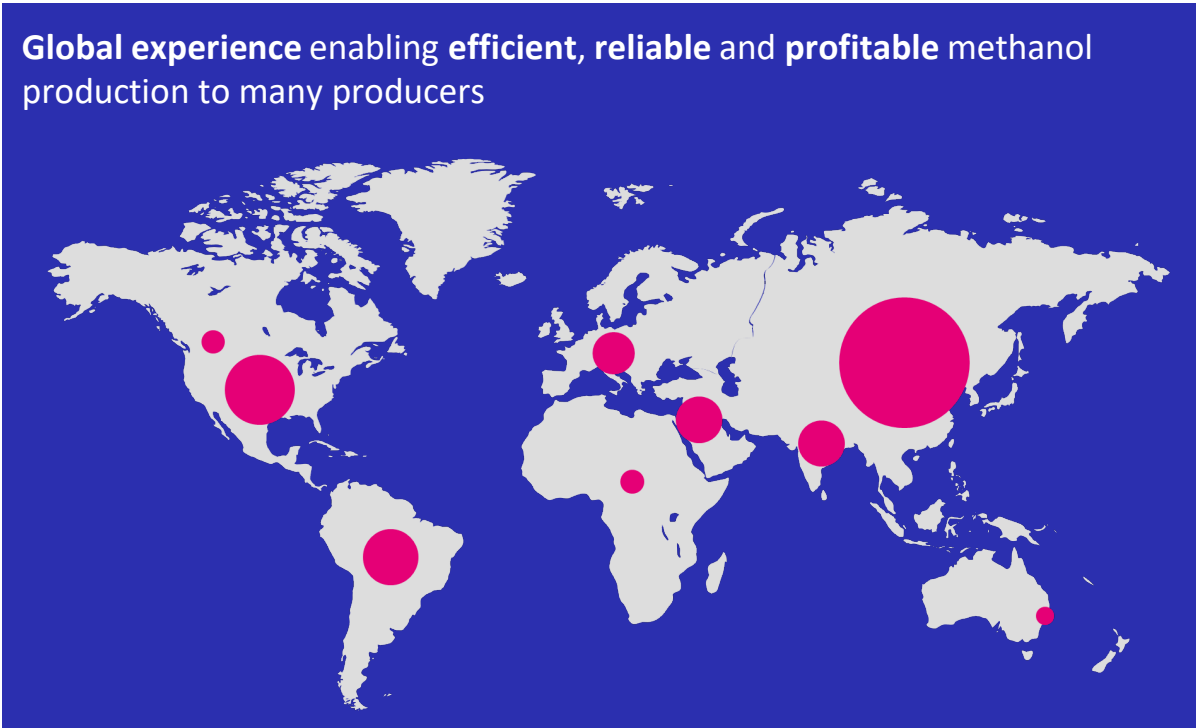 Global experience enabling efficient, reliable and profitable methanol
production to many producers